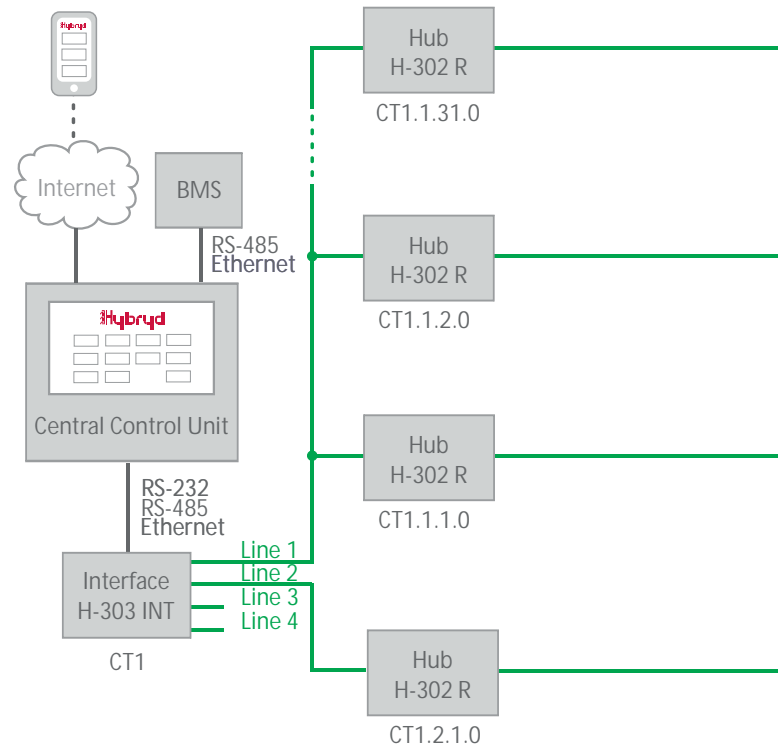 Hybryd
Internet
BMS
RS-485
Ethernet
Hybryd
Central Control Unit
RS-232
RS-485
Ethernet
Interface
H-303 INT
CT1
Line 1
Line 2
Line 3
Line 4
Hub
H-302 R
CT1.1.31.0
Hub
H-302 R
CT1.1.2.0
Hub
H-302 R
CT1.1.1.0
Hub
H-302 R
CT1.2.1.0